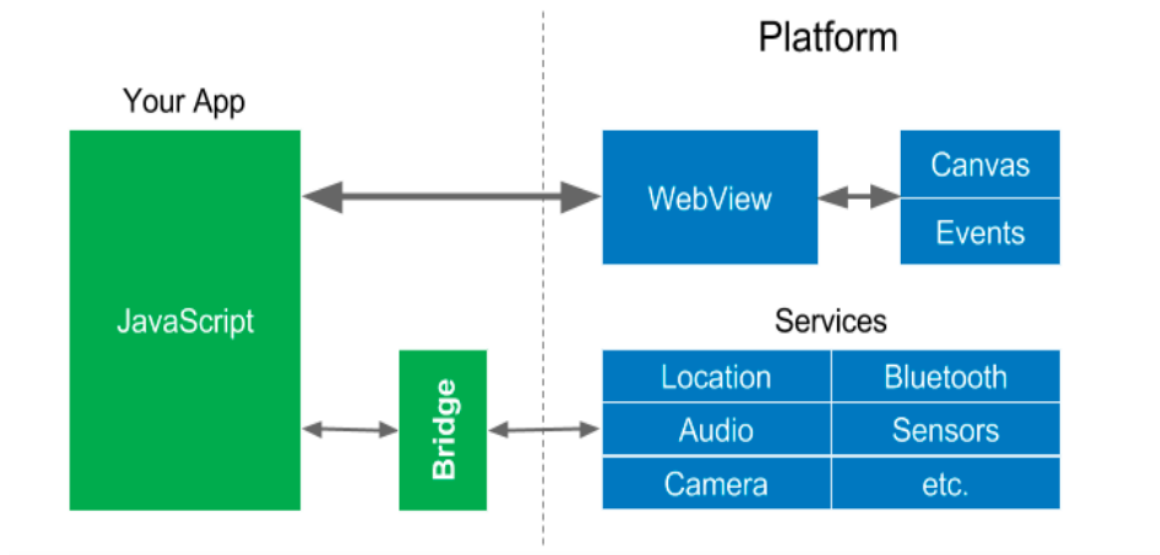 Platform
Your App
JavaScript
Bridge
WebView
Canvas
Events
Services
Location
Bluetooth
Audio
Sensors
Camera
etc.